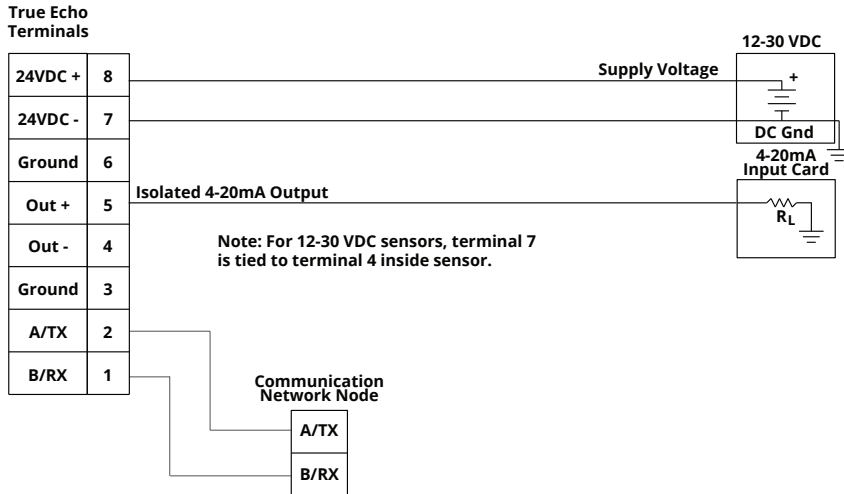 True Echo
Terminals
24VDC + 8
24VDC - 7
Ground 6
Out + 5
Out - 4
Ground 3
A/TX 2
B/RX 1
Supply Voltage
12-30 VDC
+
DC Gnd
Isolated 4-20mA Output
4-20mA
Input Card
RL
Note: For 12-30 VDC sensors, terminal 7
is tied to terminal 4 inside sensor.
Communication
Network Node
A/TX
B/RX